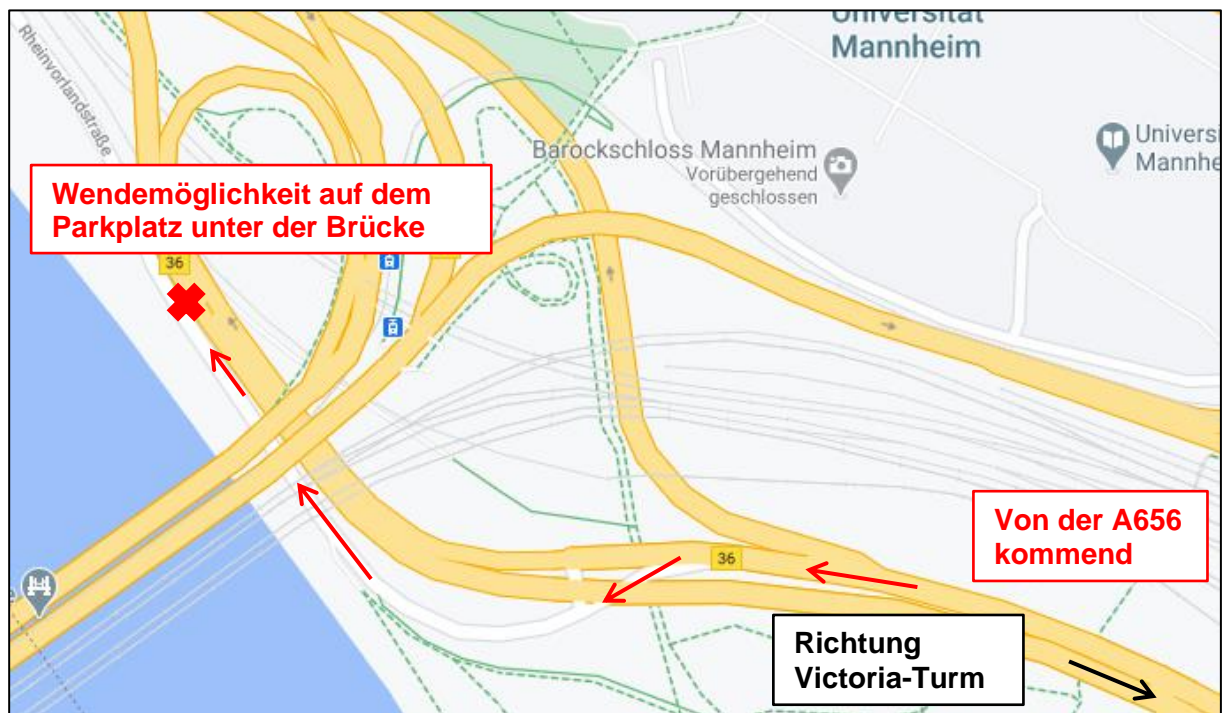 Universität
Mannheim
Rheinvorlandstraße
Barockschloss Mannheim
Vorübergehend
geschlossen
Universi
Mannhe
Wendemöglichkeit auf dem
Parkplatz unter der Brücke
36
36
Von der A656
kommend
Richtung
Victoria-Turm